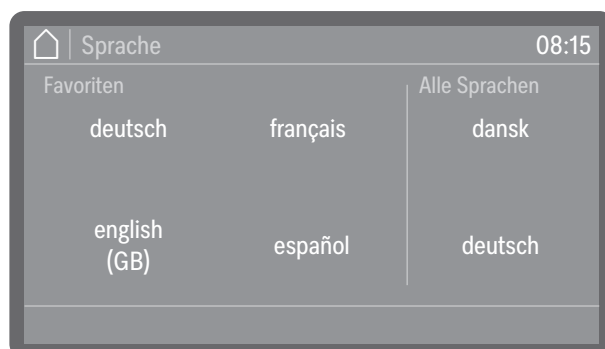 Sprache 08:15
Favoriten Alle Sprachen
deutsch français dansk
english
(GB) español deutsch